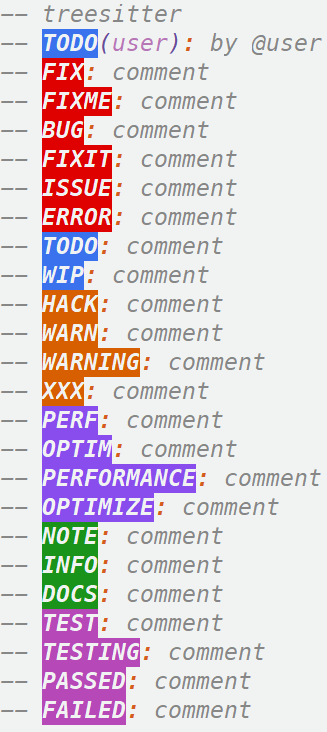 -- treesitter
-- TODO(user): by @user
-- FIX: comment
-- FIXME: comment
-- BUG: comment
-- FIXIT: comment
-- ISSUE: comment
-- ERROR: comment
-- TODO: comment
-- WIP: comment
-- HACK: comment
-- WARN: comment
-- WARNING: comment
-- XXX: comment
-- PERF: comment
-- OPTIM: comment
-- PERFORMANCE: comment
-- OPTIMIZE: comment
-- NOTE: comment
-- INFO: comment
-- DOCS: comment
-- TEST: comment
-- TESTING: comment
-- PASSED: comment
-- FAILED: comment